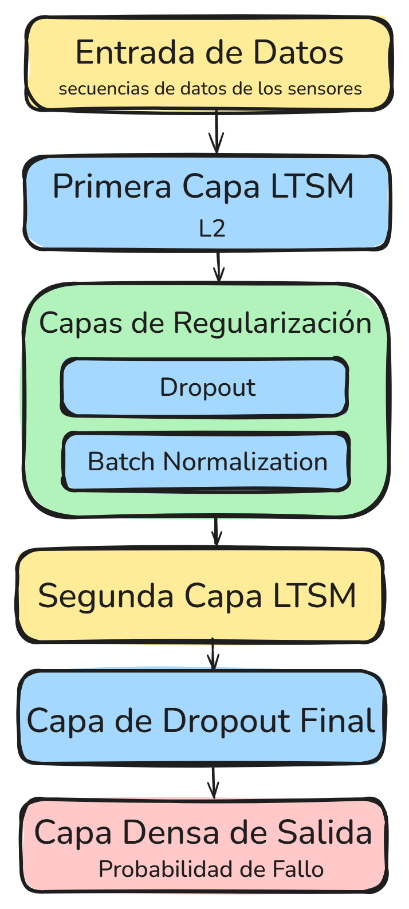 Entrada de Datos
secuencias de datos de los sensores
Primera Capa LTSM
L2
Capas de Regularización
Dropout
Batch Normalization
Segunda Capa LTSM
Capa de Dropout Final
Capa Densa de Salida
Probabilidad de Fallo